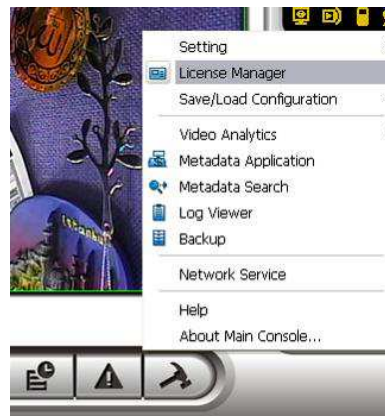 Setting
License Manager
Save/Load Configuration
Video Analytics
Metadata Application
Metadata Search
Log Viewer
Backup
Network Service
Help
About Main Console...
Istanbul